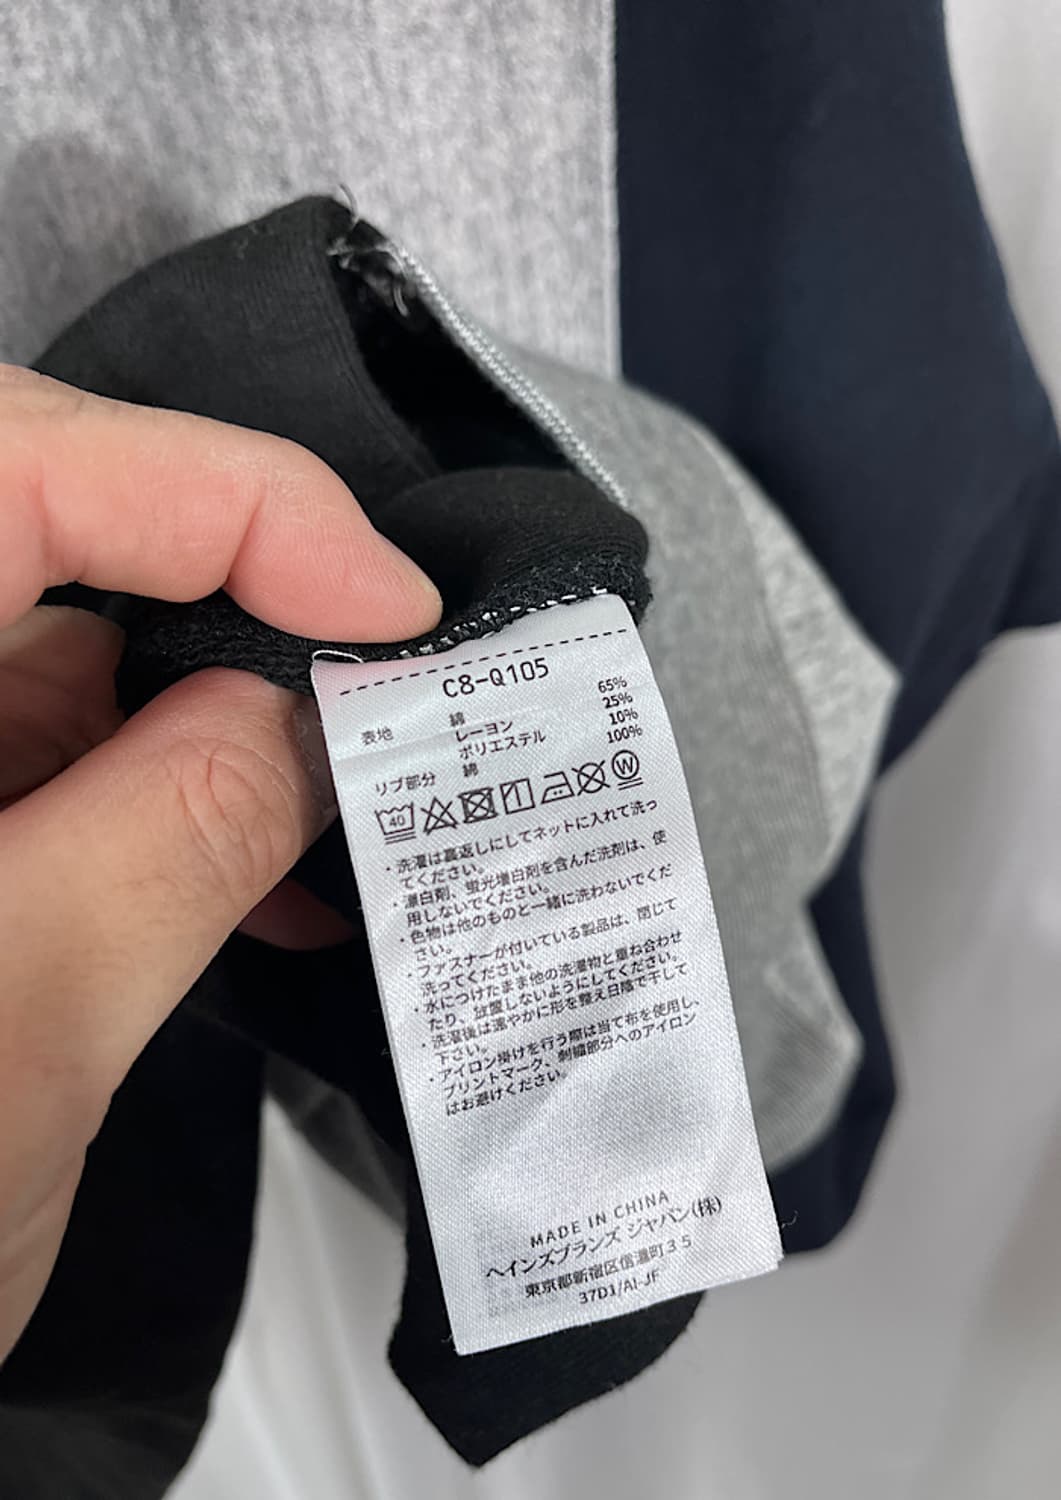 C8-Q105
表地 綿 65%
レーヨン 25%
ポリエステル 10%
リブ部分 綿 100%
40
W
・洗濯は裏返しにしてネットに入れて洗っ
てください。
・漂白剤、蛍光増白剤を含んだ洗剤は、使
用しないでください。
・色物は他のものと一緒に洗わないでくだ
さい。
・ファスナーが付いている製品は、閉じて
洗ってください。
・水につけたまま他の洗濯物と重ね合わせ
たり、放置しないようにしてください。
・洗濯後は速やかに形を整え日陰で干して
下さい。
・アイロン掛けを行う際は当て布を使用し、
プリントマーク、刺繍部分へのアイロン
はお避けください。
MADE IN CHINA
ヘインズブランズ ジャパン(株)
東京都新宿区信濃町35
37D1/AI-JF